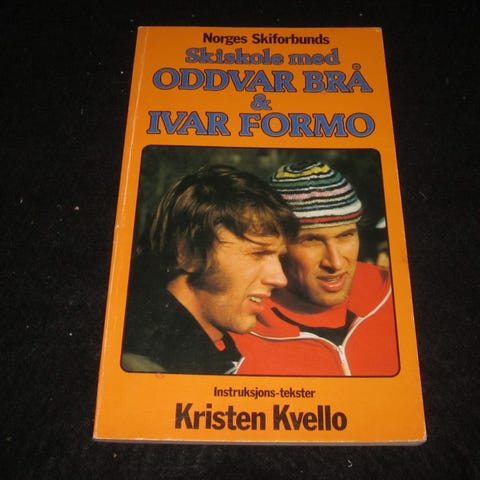 Norges Skiforbunds
Skiskole med
ODDVAR BRÅ
&
IVAR FORMO
Instruksjons-tekster
Kristen Kvello